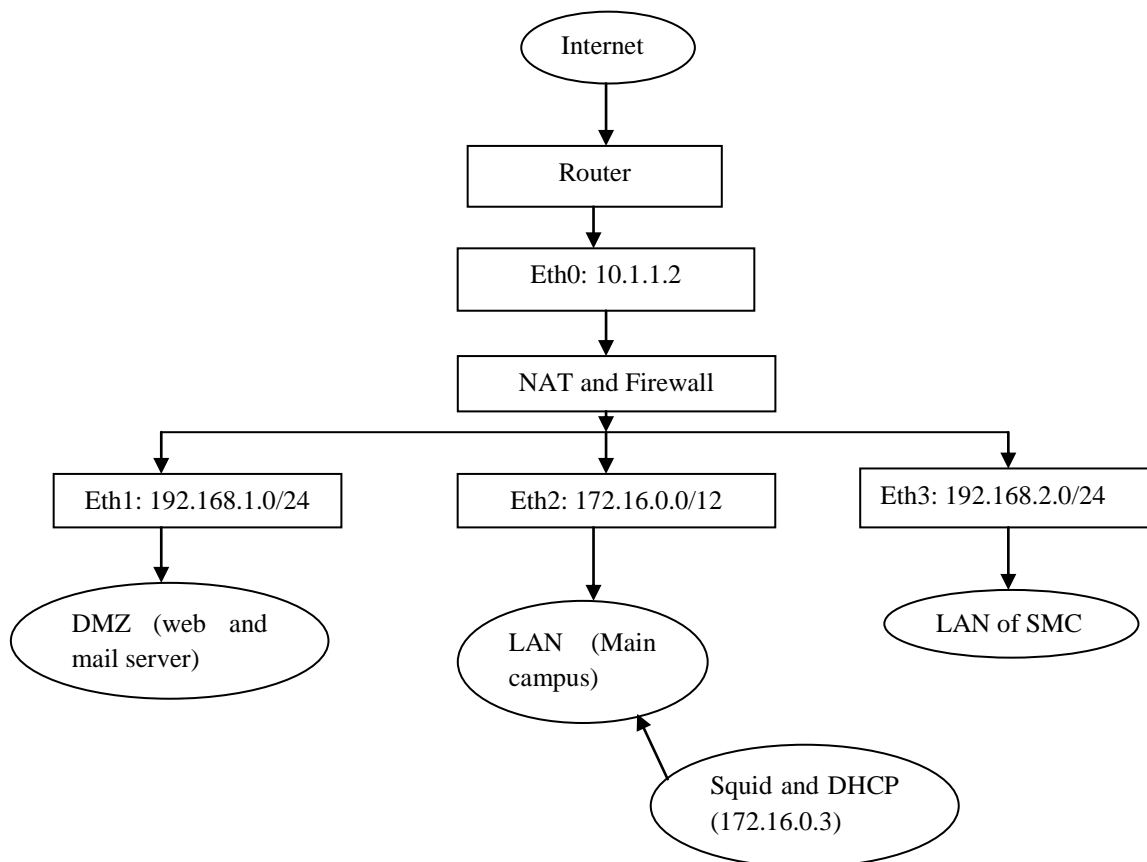 Internet
Router
Eth0: 10.1.1.2
NAT and Firewall
Eth1: 192.168.1.0/24
Eth2: 172.16.0.0/12
Eth3: 192.168.2.0/24
DMZ (web and
mail server)
LAN (Main
campus)
LAN of SMC
Squid and DHCP
(172.16.0.3)